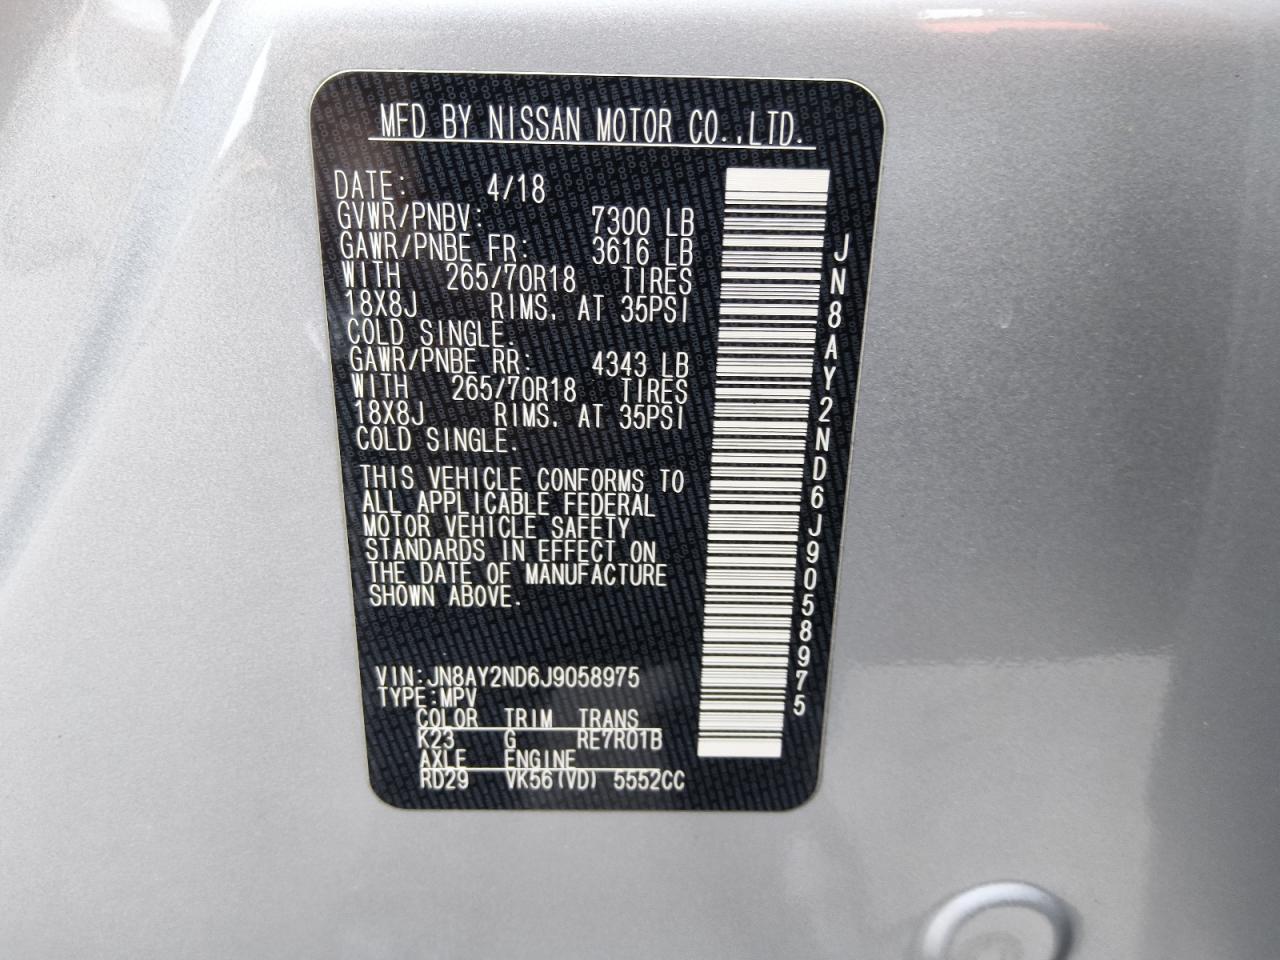 MFD BY NISSAN MOTOR CO.,LTD.
DATE: 4/18
GVWR/PNBV: 7300 LB
GAWR/PNBE FR: 3616 LB
WITH 265/70R18 TIRES
18X8J RIMS, AT 35PSI
COLD SINGLE.
GAWR/PNBE RR: 4343 LB
WITH 265/70R18 TIRES
18X8J RIMS, AT 35PSI
COLD SINGLE.
THIS VEHICLE CONFORMS TO
ALL APPLICABLE FEDERAL
MOTOR VEHICLE SAFETY
STANDARDS IN EFFECT ON
THE DATE OF MANUFACTURE
SHOWN ABOVE.
VIN:JN8AY2ND6J9058975
TYPE:MPV
COLOR TRIM TRANS
K23 G RE7R01B
AXLE ENGINE
RD29 VK56(VD) 5552CC
JN8AY2ND6J9058975